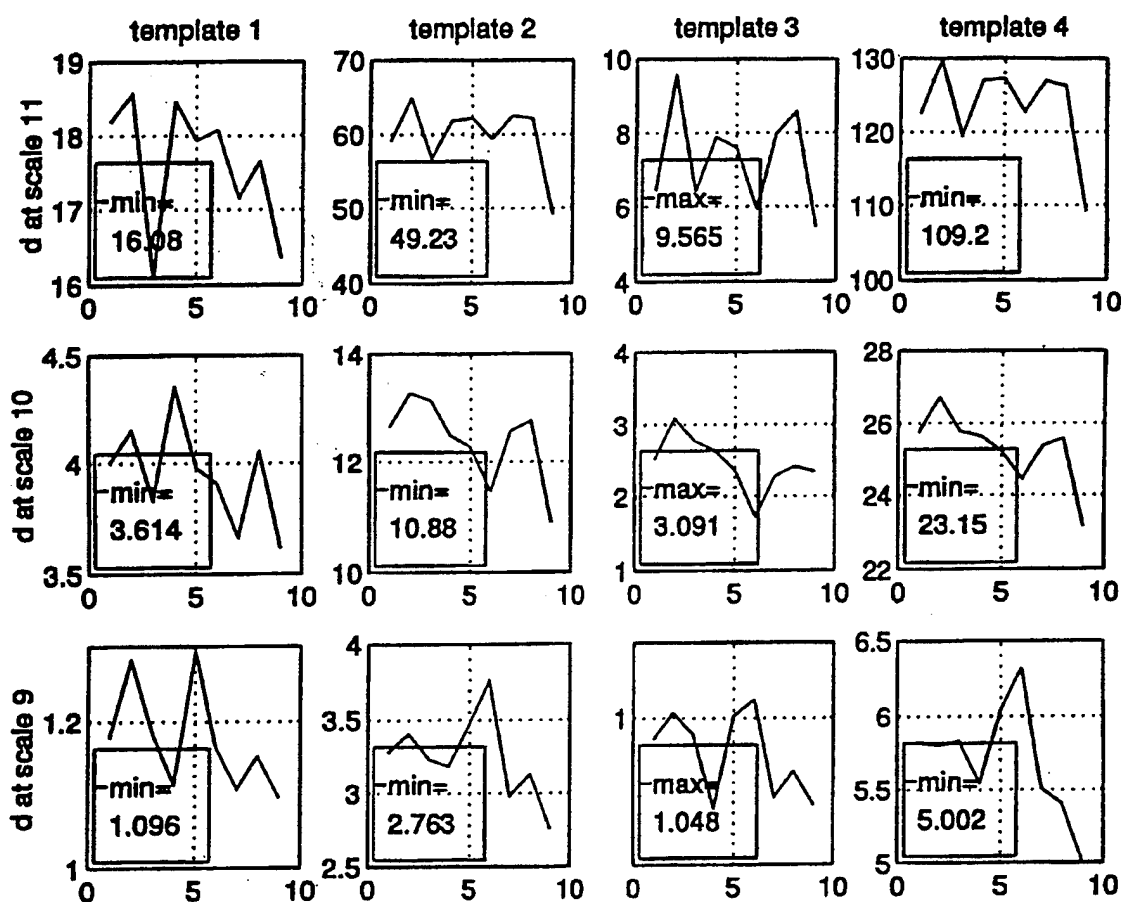 template 1 template 2 template 3 template 4
d at scale 11
19
18
17
16
0 5 10
min=
16.08
70
60
50
40
0 5 10
min=
49.23
10
8
6
4
0 5 10
max=
9.565
130
120
110
100
0 5 10
min=
109.2
d at scale 10
4.5
4
3.5
0 5 10
min=
3.614
14
12
10
0 5 10
min=
10.88
4
3
2
1
0 5 10
max=
3.091
28
26
24
22
0 5 10
min=
23.15
d at scale 9
1.2
1
0 5 10
min=
1.096
4
3.5
3
2.5
0 5 10
min=
2.763
1
0 5 10
max=
1.048
6.5
6
5.5
5
0 5 10
min=
5.002